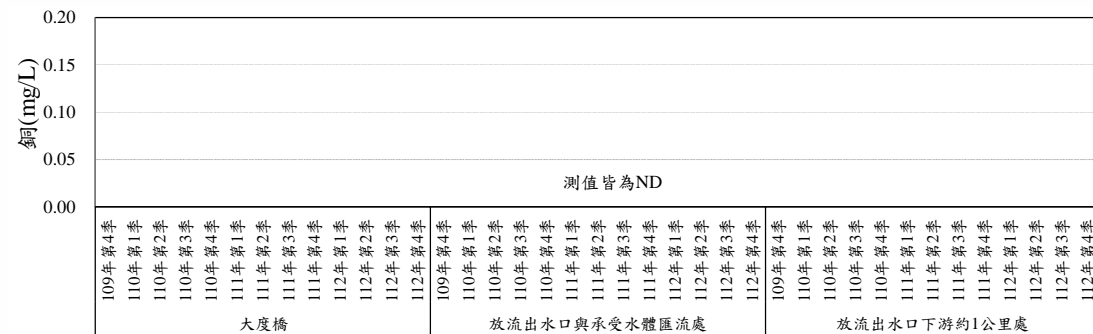 銅(mg/L)
0.20
0.15
0.10
0.05
0.00
測值皆為ND
109年第4季
110年第1季
110年第2季
110年第3季
110年第4季
111年第1季
111年第2季
111年第3季
111年第4季
112年第1季
112年第2季
112年第3季
112年第4季
109年第4季
110年第1季
110年第2季
110年第3季
110年第4季
111年第1季
111年第2季
111年第3季
111年第4季
112年第1季
112年第2季
112年第3季
112年第4季
109年第4季
110年第1季
110年第2季
110年第3季
110年第4季
111年第1季
111年第2季
111年第3季
111年第4季
112年第1季
112年第2季
112年第3季
112年第4季
大度橋
放流出水口與承受水體匯流處
放流出水口下游約1公里處